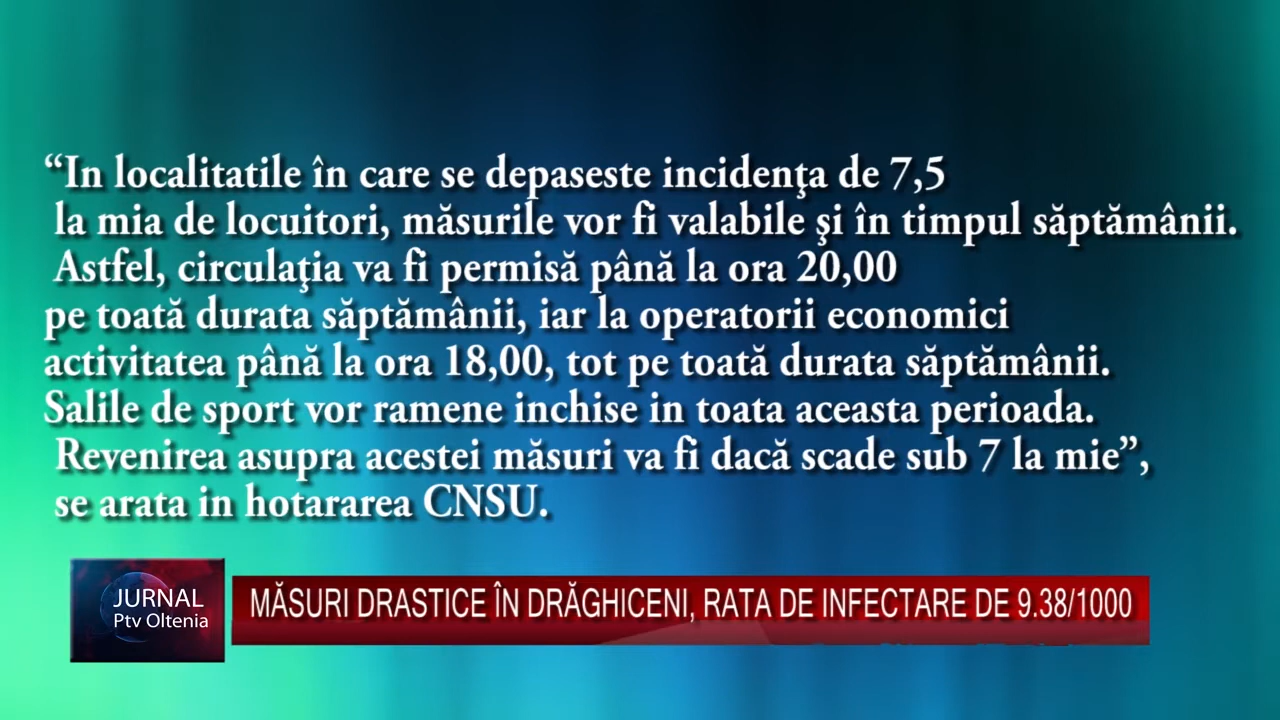 “In localitatile în care se depaseste incidenţa de 7,5
la mia de locuitori, măsurile vor fi valabile şi în timpul săptămânii.
Astfel, circulaţia va fi permisă până la ora 20,00
pe toată durata săptămânii, iar la operatorii economici
activitatea până la ora 18,00, tot pe toată durata săptămânii.
Salile de sport vor ramene inchise in toata aceasta perioada.
Revenirea asupra acestei măsuri va fi dacă scade sub 7 la mie”,
se arata in hotararea CNSU.
JURNAL
Ptv Oltenia
MĂSURI DRASTICE ÎN DRĂGHICENI, RATA DE INFECTARE DE 9.38/1000